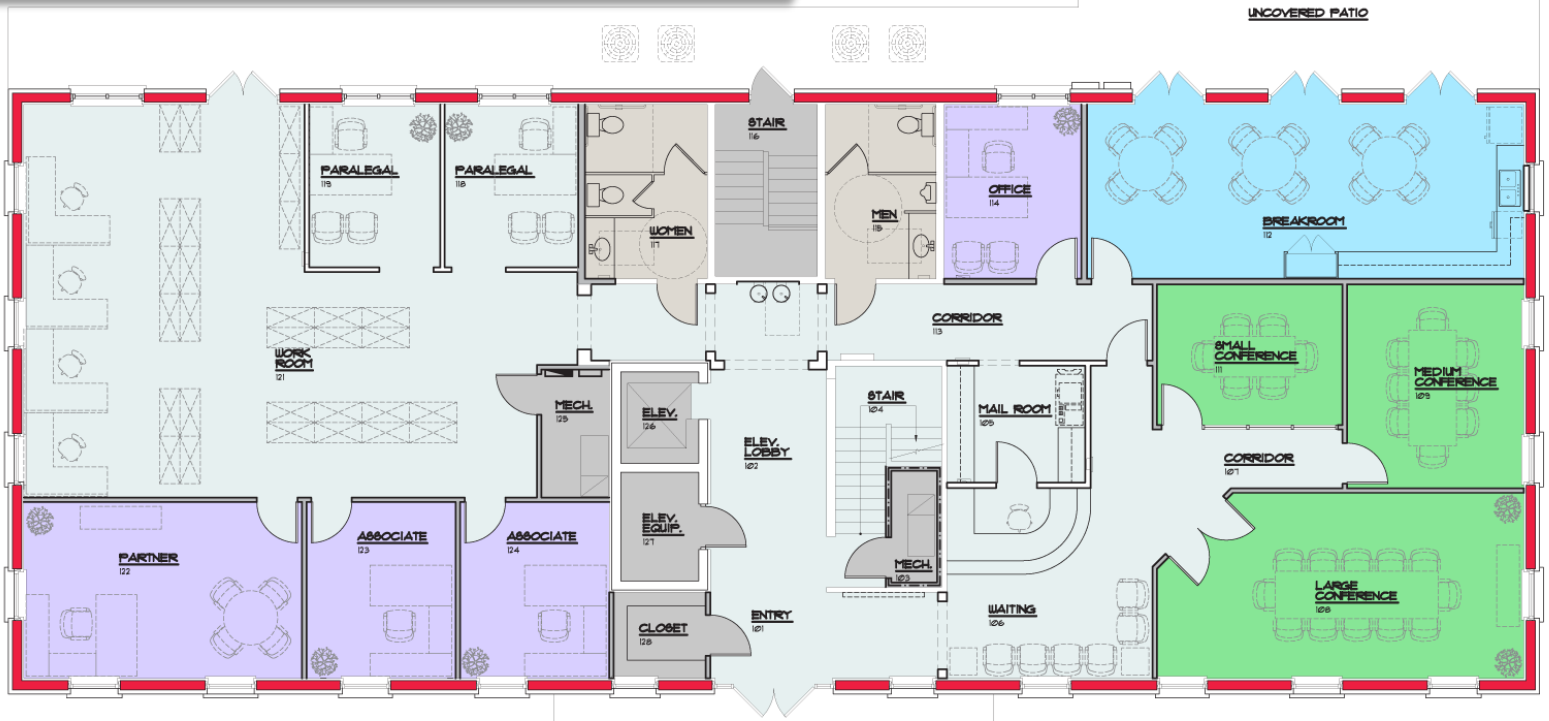 UNCOVERED PATIO
STAIR
116
PARALEGAL
119
PARALEGAL
118
OFFICE
114
WOMEN
117
MEN
115
BREAKROOM
112
CORRIDOR
113
WORK
ROOM
121
SMALL
CONFERENCE
111
MEDIUM
CONFERENCE
109
MECH.
125
ELEV.
126
STAIR
104
MAIL ROOM
105
ELEV.
LOBBY
102
CORRIDOR
107
ELEV.
EQUIP.
127
PARTNER
122
ASSOCIATE
123
ASSOCIATE
124
MECH.
103
LARGE
CONFERENCE
108
CLOSET
128
ENTRY
101
WAITING
106